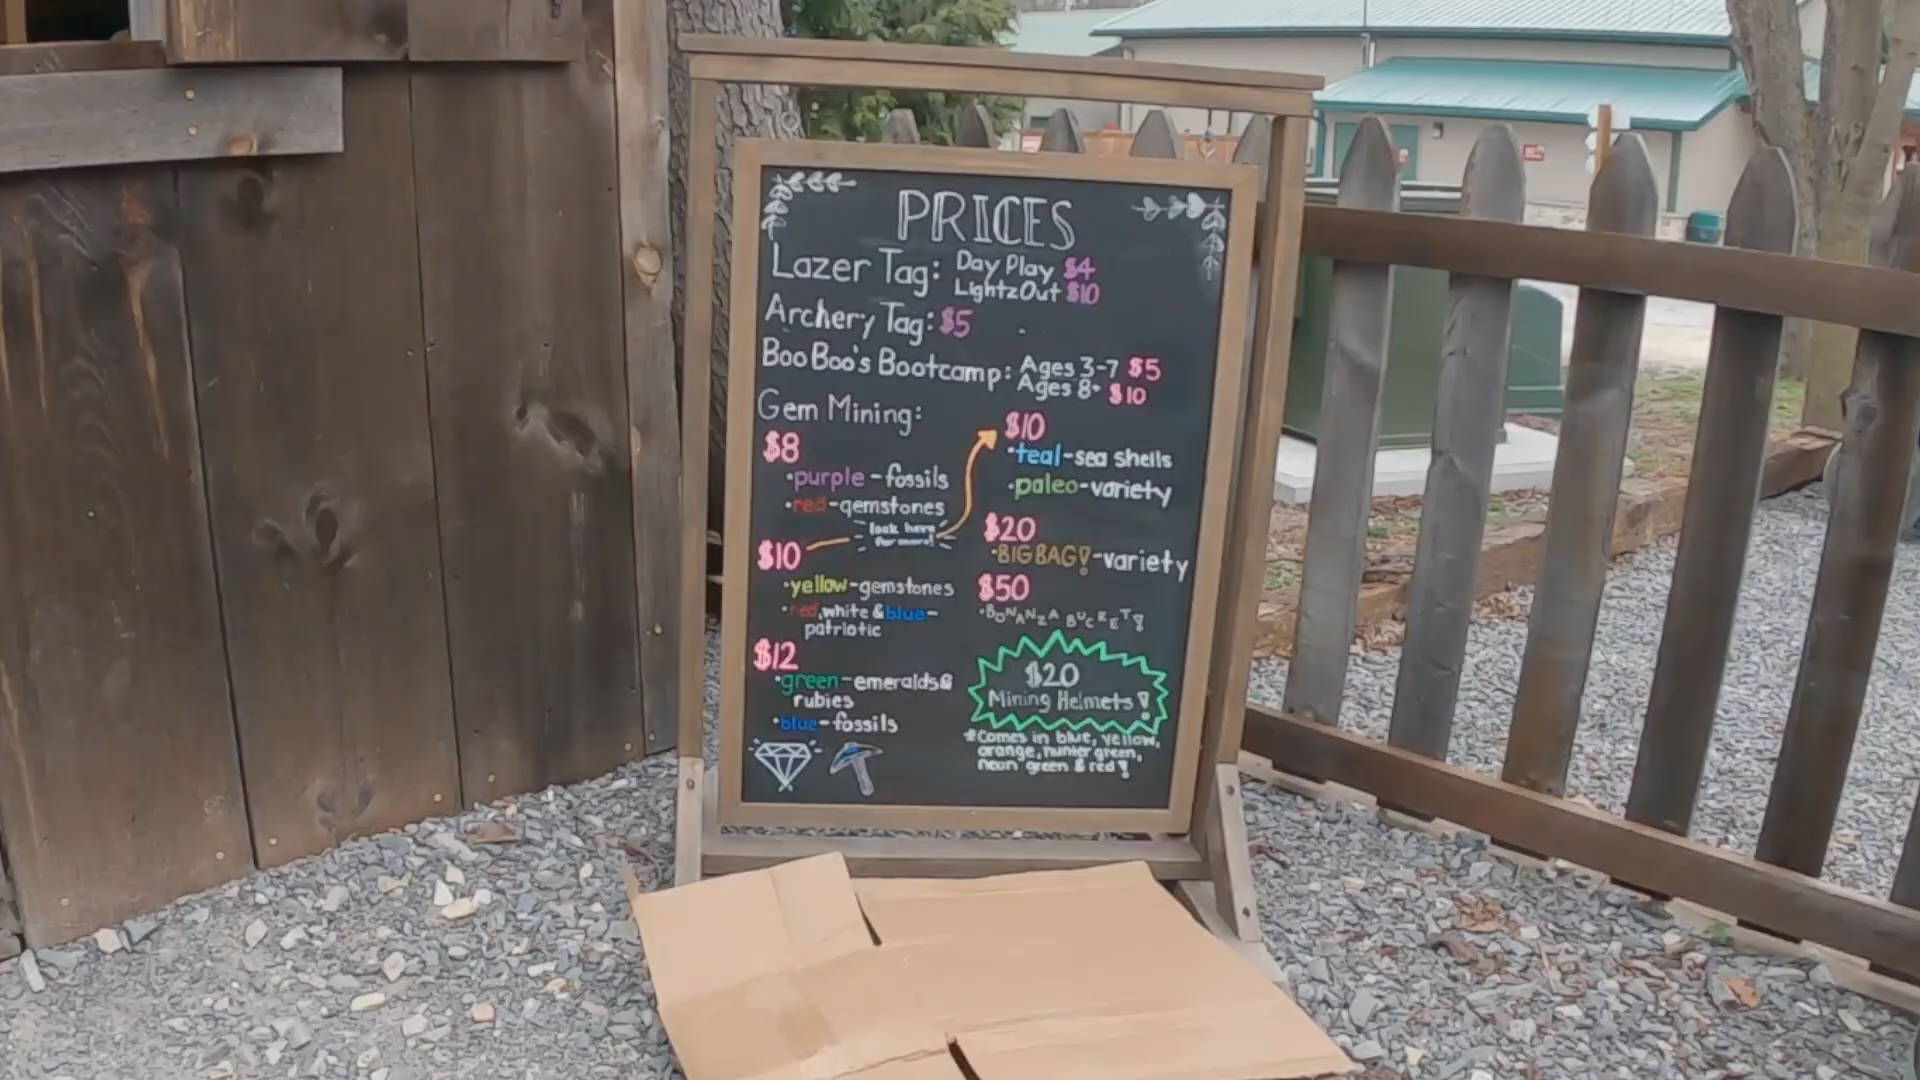 PRICES
Lazer Tag: Day Play $4
LightzOut $10
Archery Tag: $5
Boo Boo's Bootcamp: Ages 3-7 $5
Ages 8+ $10
Gem Mining:
$8
•purple-fossils
•red-gemstones
$10
look here
for more!
•yellow-gemstones
•red, white & blue-
patriotic
$12
•green-emeralds &
rubies
•blue-fossils
$10
•teal-sea shells
•paleo-variety
$20
•BIG BAG!-variety
$50
•BONANZA BUCKET!
$20
Mining Helmets!
*Comes in blue, yellow,
orange, hunter green,
neon green & red!